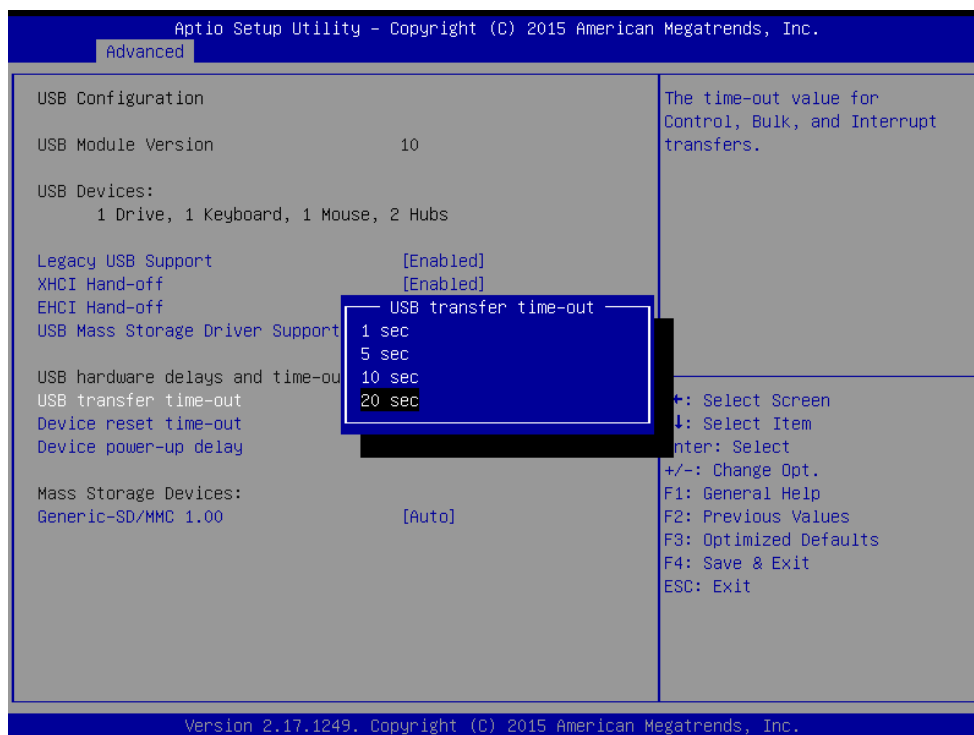 Aptio Setup Utility – Copyright (C) 2015 American Megatrends, Inc.
Advanced
USB Configuration
USB Module Version 10
USB Devices:
1 Drive, 1 Keyboard, 1 Mouse, 2 Hubs
Legacy USB Support [Enabled]
XHCI Hand-off [Enabled]
EHCI Hand-off
USB Mass Storage Driver Support
USB hardware delays and time-ou
USB transfer time-out
Device reset time-out
Device power-up delay
Mass Storage Devices:
Generic-SD/MMC 1.00 [Auto]
USB transfer time-out
1 sec
5 sec
10 sec
20 sec
The time-out value for
Control, Bulk, and Interrupt
transfers.
: Select Screen
: Select Item
nter: Select
+/-: Change Opt.
F1: General Help
F2: Previous Values
F3: Optimized Defaults
F4: Save & Exit
ESC: Exit
Version 2.17.1249. Copyright (C) 2015 American Megatrends, Inc.